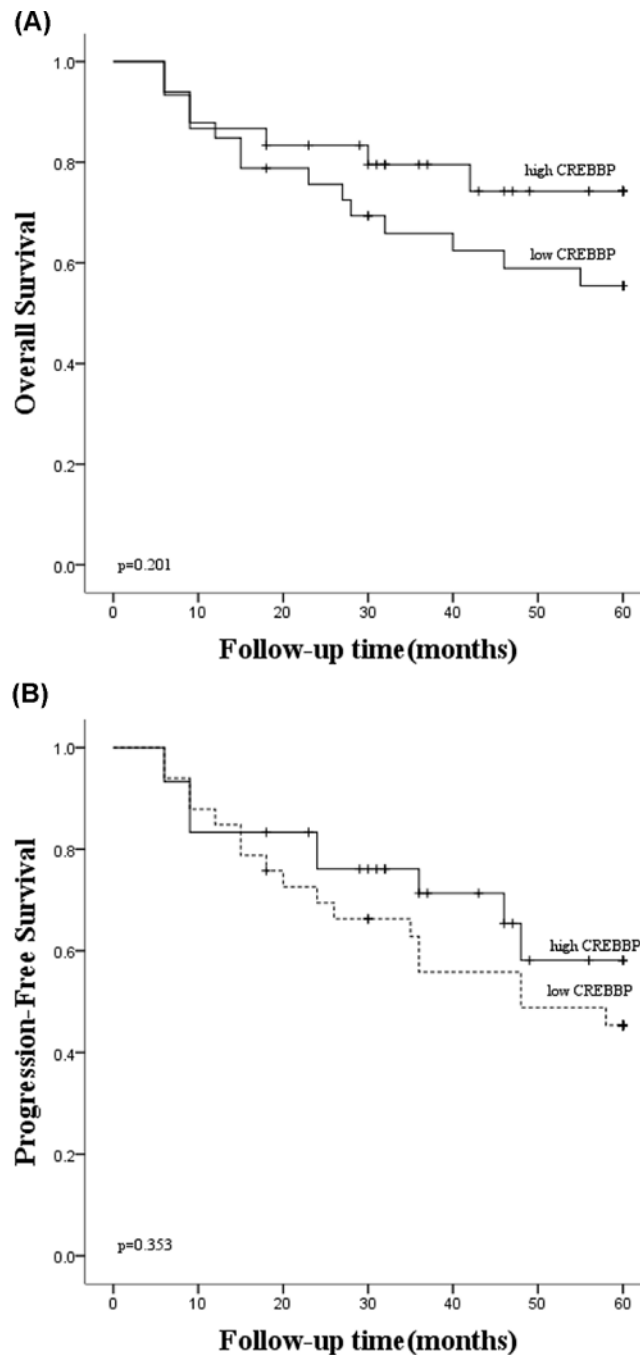 (A)
Overall Survival
1.0
0.8
0.6
0.4
0.2
0.0
high CREBBP
low CREBBP
p=0.201
0 10 20 30 40 50 60
Follow-up time(months)
(B)
Progression-Free Survival
1.0
0.8
0.6
0.4
0.2
0.0
high CREBBP
low CREBBP
p=0.353
0 10 20 30 40 50 60
Follow-up time(months)